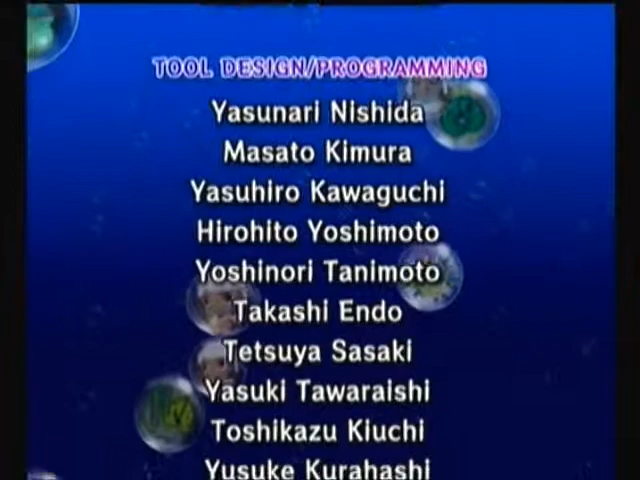 TOOL DESIGN/PROGRAMMING
Yasunari Nishida
Masato Kimura
Yasuhiro Kawaguchi
Hirohito Yoshimoto
Yoshinori Tanimoto
Takashi Endo
Tetsuya Sasaki
Yasuki Tawaraishi
Toshikazu Kiuchi
Yusuke Kurahashi